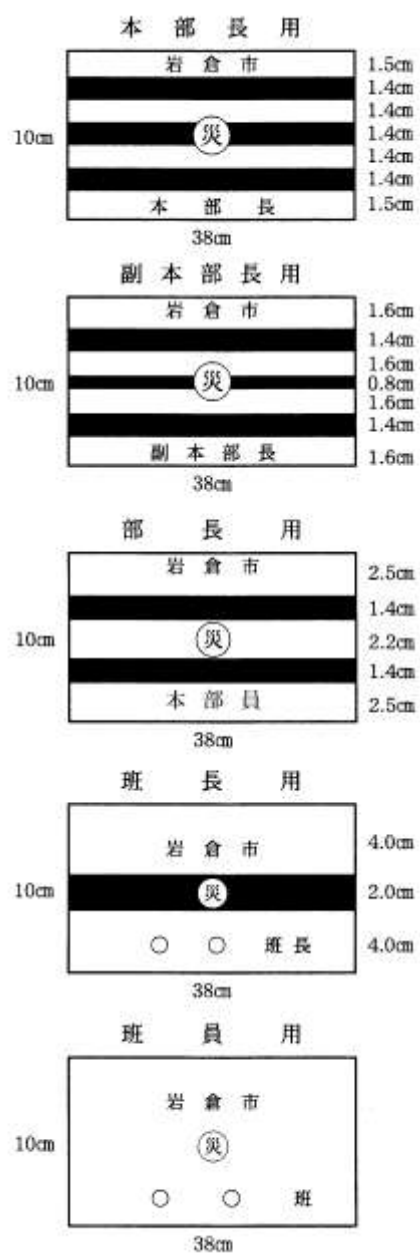 本部長用
岩倉市
1.5cm
1.4cm
1.4cm
10cm
災
1.4cm
1.4cm
1.4cm
本部長
1.5cm
38cm
副本部長用
岩倉市
1.6cm
1.4cm
1.6cm
10cm
災
0.8cm
1.6cm
1.4cm
副本部長
1.6cm
38cm
部長用
岩倉市
2.5cm
1.4cm
10cm
災
2.2cm
1.4cm
本部員
2.5cm
38cm
班長用
岩倉市
4.0cm
10cm
災
2.0cm
○ ○ 班長
4.0cm
38cm
班員用
岩倉市
10cm
災
○ ○ 班
38cm